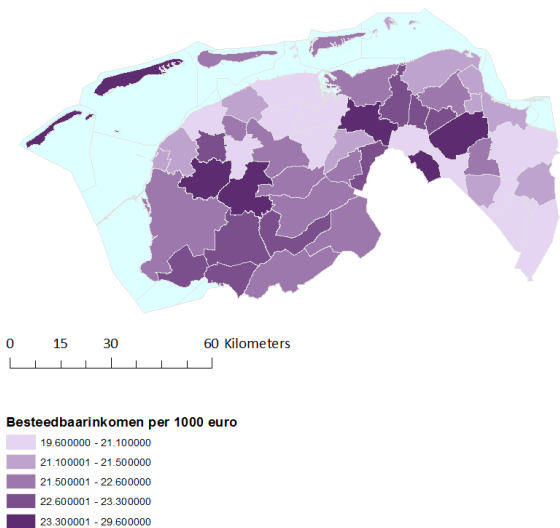 0 15 30 60 Kilometers
Besteedbaarinkomen per 1000 euro
19.600000 - 21.100000
21.100001 - 21.500000
21.500001 - 22.600000
22.600001 - 23.300000
23.300001 - 29.600000